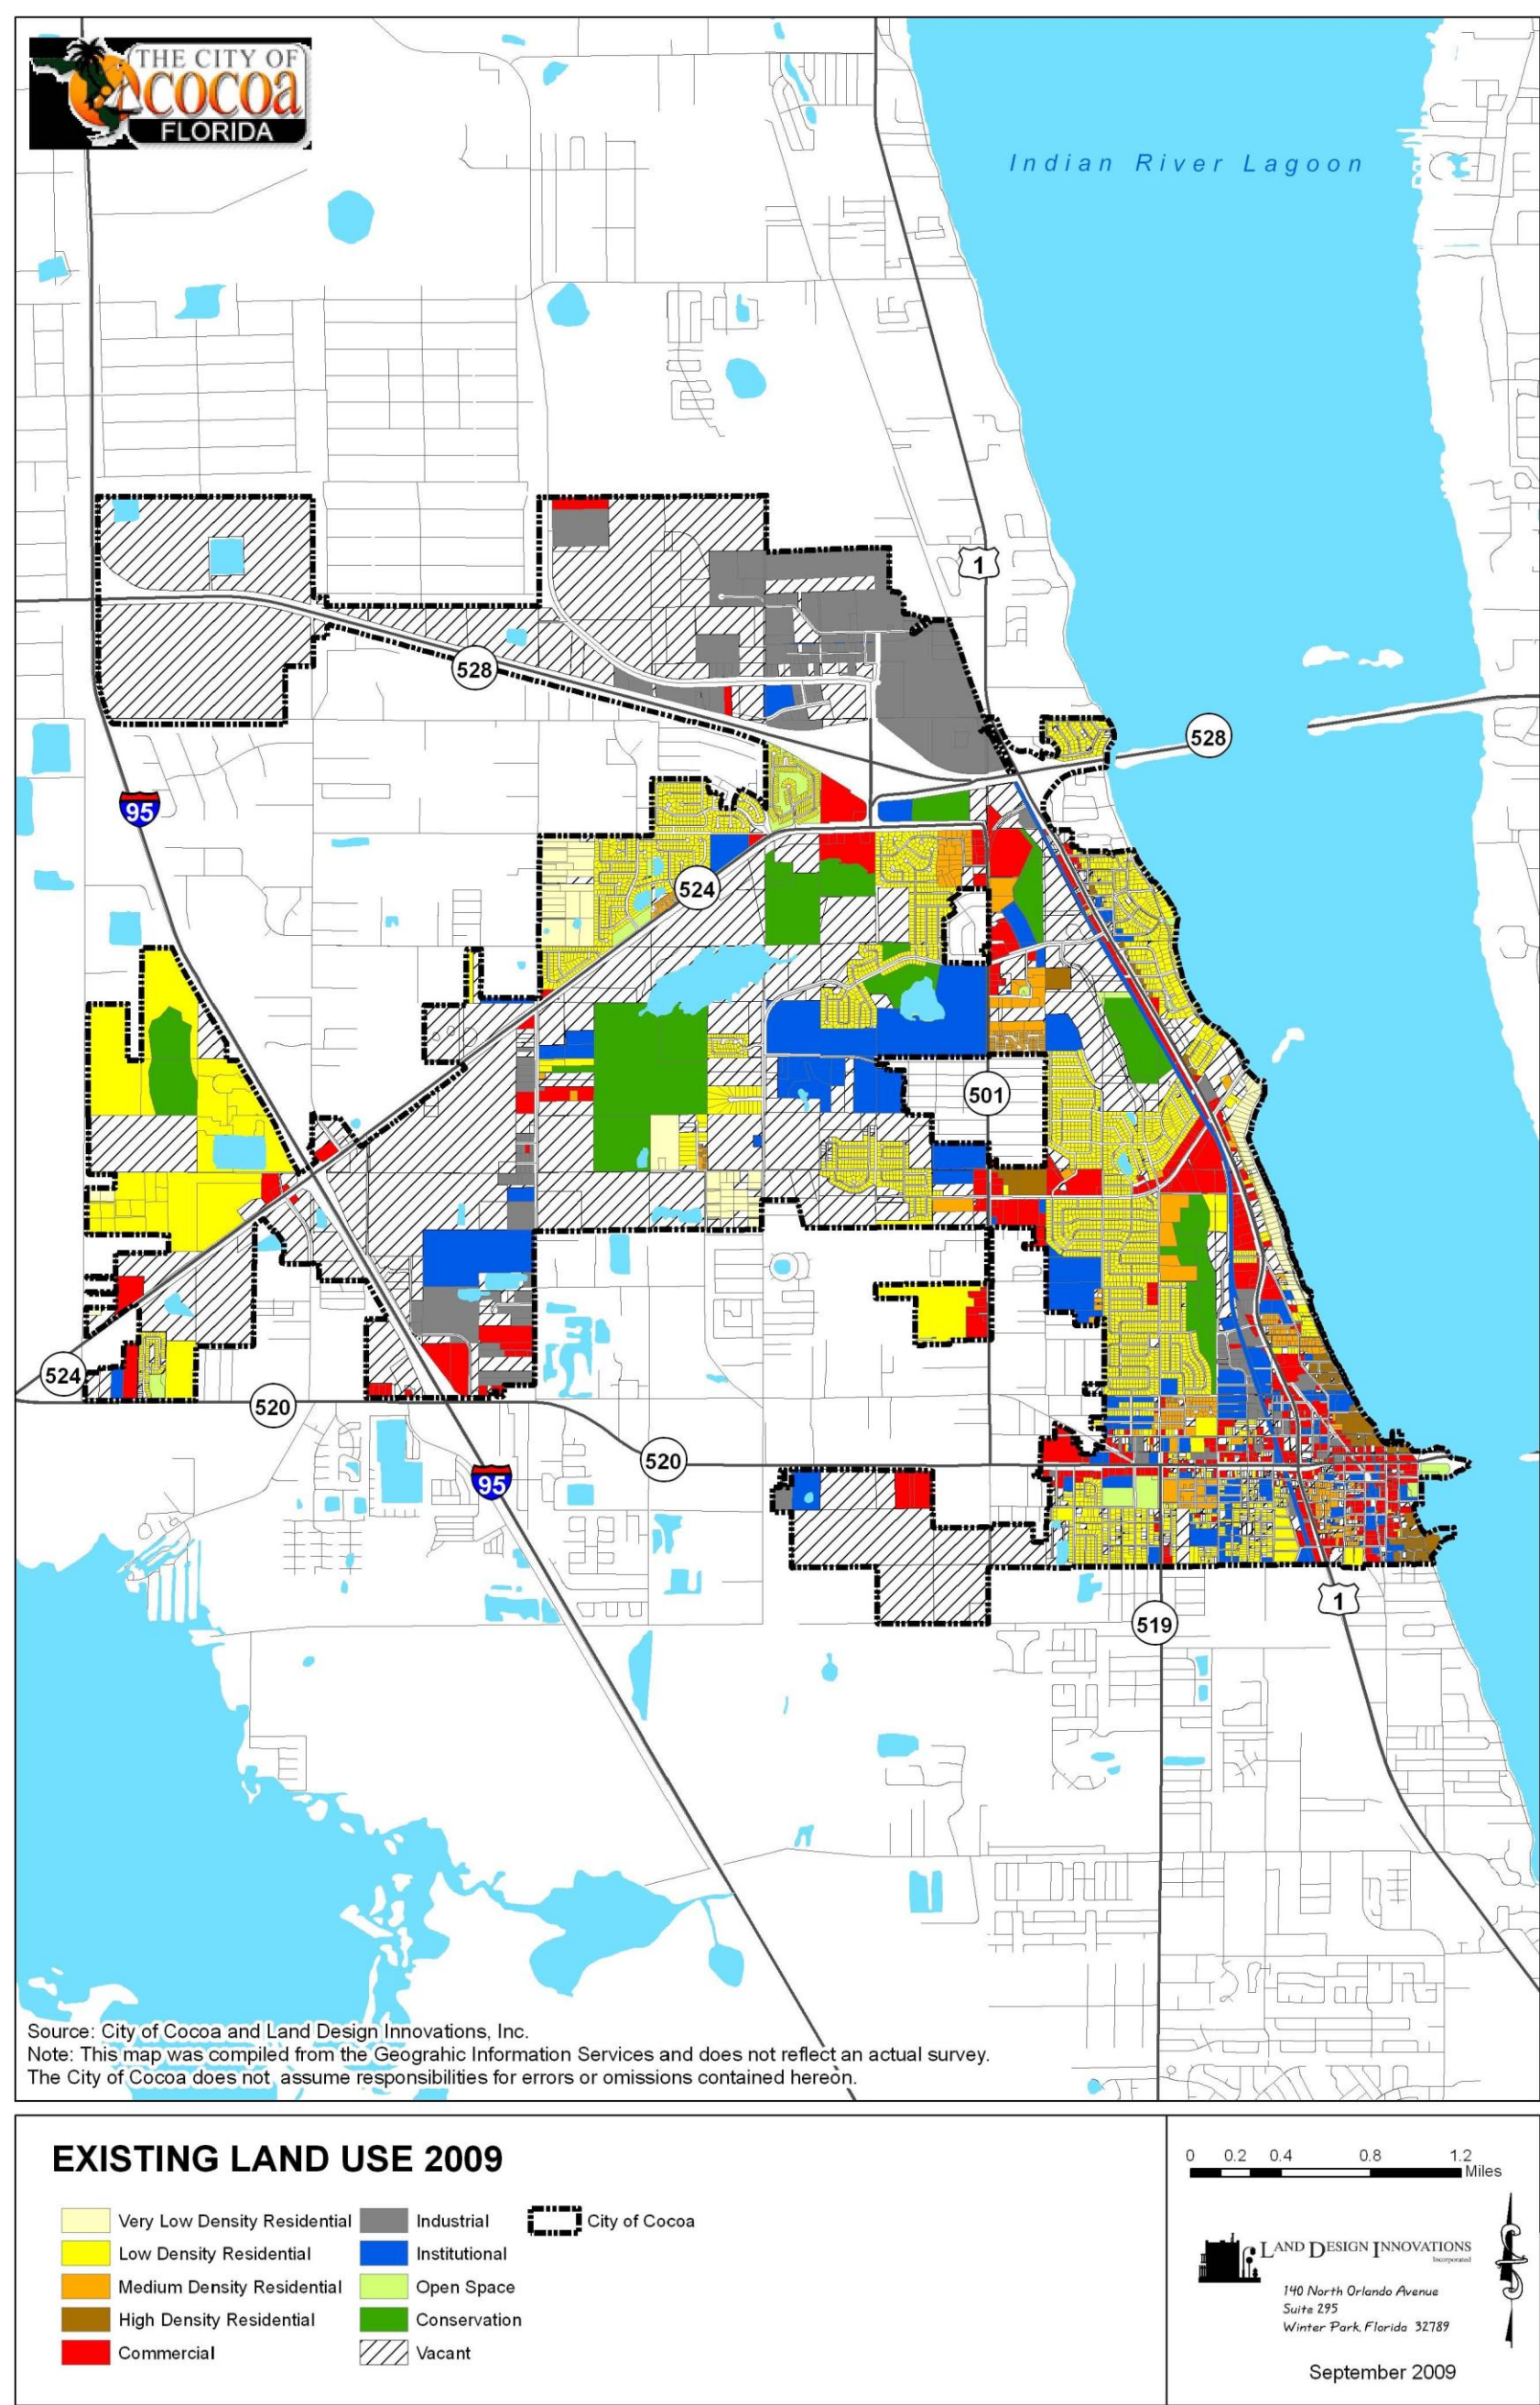 THE CITY OF
COCOa
FLORIDA
Indian River Lagoon
1
528
528
95
524
501
524
520
520
95
1
519
Source: City of Cocoa and Land Design Innovations, Inc.
Note: This map was compiled from the Geograhic Information Services and does not reflect an actual survey.
The City of Cocoa does not assume responsibilities for errors or omissions contained hereon.
EXISTING LAND USE 2009
Very Low Density Residential
Low Density Residential
Medium Density Residential
High Density Residential
Commercial
Industrial
Institutional
Open Space
Conservation
Vacant
City of Cocoa
0 0.2 0.4 0.8 1.2
Miles
LAND DESIGN INNOVATIONS
Incorporated
140 North Orlando Avenue
Suite 295
Winter Park, Florida 32789
September 2009